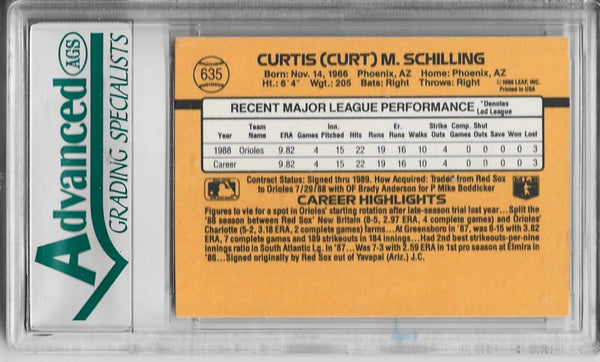 Advanced
AGS
GRADING SPECIALISTS
635
CURTIS (CURT) M. SCHILLING
Born: Nov. 14, 1966 Phoenix, AZ Home: Phoenix, AZ
Ht.: 6'4" Wgt.: 205 Bats: Right Throws: Right
©1988 LEAF, INC.
Printed in USA
RECENT MAJOR LEAGUE PERFORMANCE *Denotes Led League
Year Team Name ERA Games Inn. Pitched Hits Runs Er. Runs Walks Strike Outs Comp. Games Shut Outs Save Won Lost
1988 Orioles 9.82 4 15 22 19 16 10 4 0 0 0 0 3
Career 9.82 4 15 22 19 16 10 4 0 0 0 0 3
Contract Status: Signed thru 1989. How Acquired: Trade from Red Sox
to Orioles 7/29/88 with OF Brady Anderson for P Mike Boddicker
CAREER HIGHLIGHTS
Figures to vie for a spot in Orioles' starting rotation after late-season trial last year...Split the
'88 season between Red Sox' New Britain (8-5, 2.97 ERA, 4 complete games) and Orioles'
Charlotte (5-2, 3.18 ERA, 2 complete games) farms...At Greensboro in '87, was 8-15 with 3.82
ERA, 7 complete games and 189 strikeouts in 184 innings...Had 2nd best strikeouts-per-nine
innings ratio in South Atlantic Lg. in '87...Was 7-3 with 2.59 ERA in 1st pro season at Elmira in
'86...Signed originally by Red Sox out of Yavapai (Ariz.) J.C.